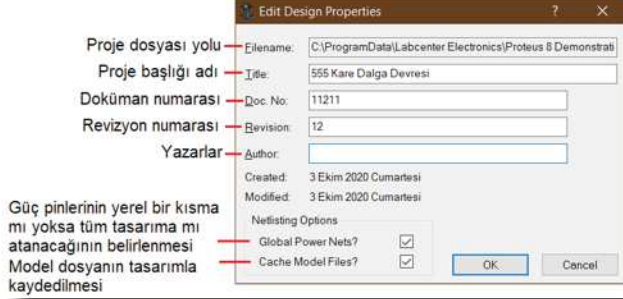 Edit Design Properties ? ×
Proje dosyası yolu Filename: C:\ProgramData\Labcenter Electronics\Proteus 8 Demonstrati
Proje başlığı adı Title: 555 Kare Dalga Devresi
Doküman numarası Doc. No: 11211
Revizyon numarası Revision: 12
Yazarlar Author:
Created: 3 Ekim 2020 Cumartesi
Modified: 3 Ekim 2020 Cumartesi
Netlisting Options
Güç pinlerinin yerel bir kısma
mı yoksa tüm tasarıma mı
atanacağının belirlenmesi
Global Power Nets?
Model dosyanın tasarımla
kaydedilmesi
Cache Model Files?
OK Cancel